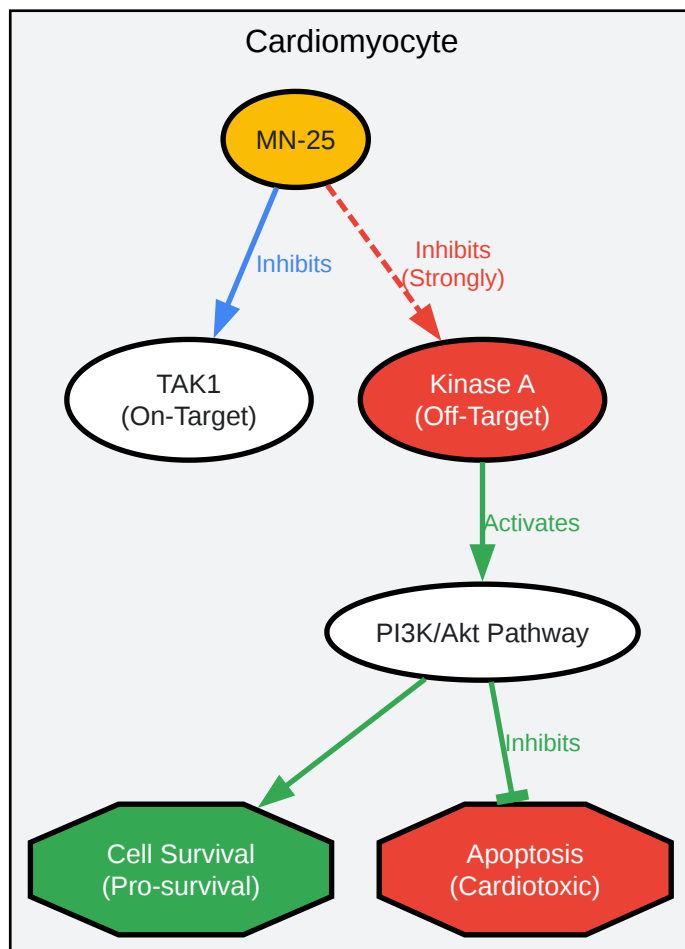 Cardiomyocyte
MN-25
Inhibits
Inhibits
(Strongly)
TAK1
(On-Target)
Kinase A
(Off-Target)
Activates
PI3K/Akt Pathway
Inhibits
Cell Survival
(Pro-survival)
Apoptosis
(Cardiotoxic)